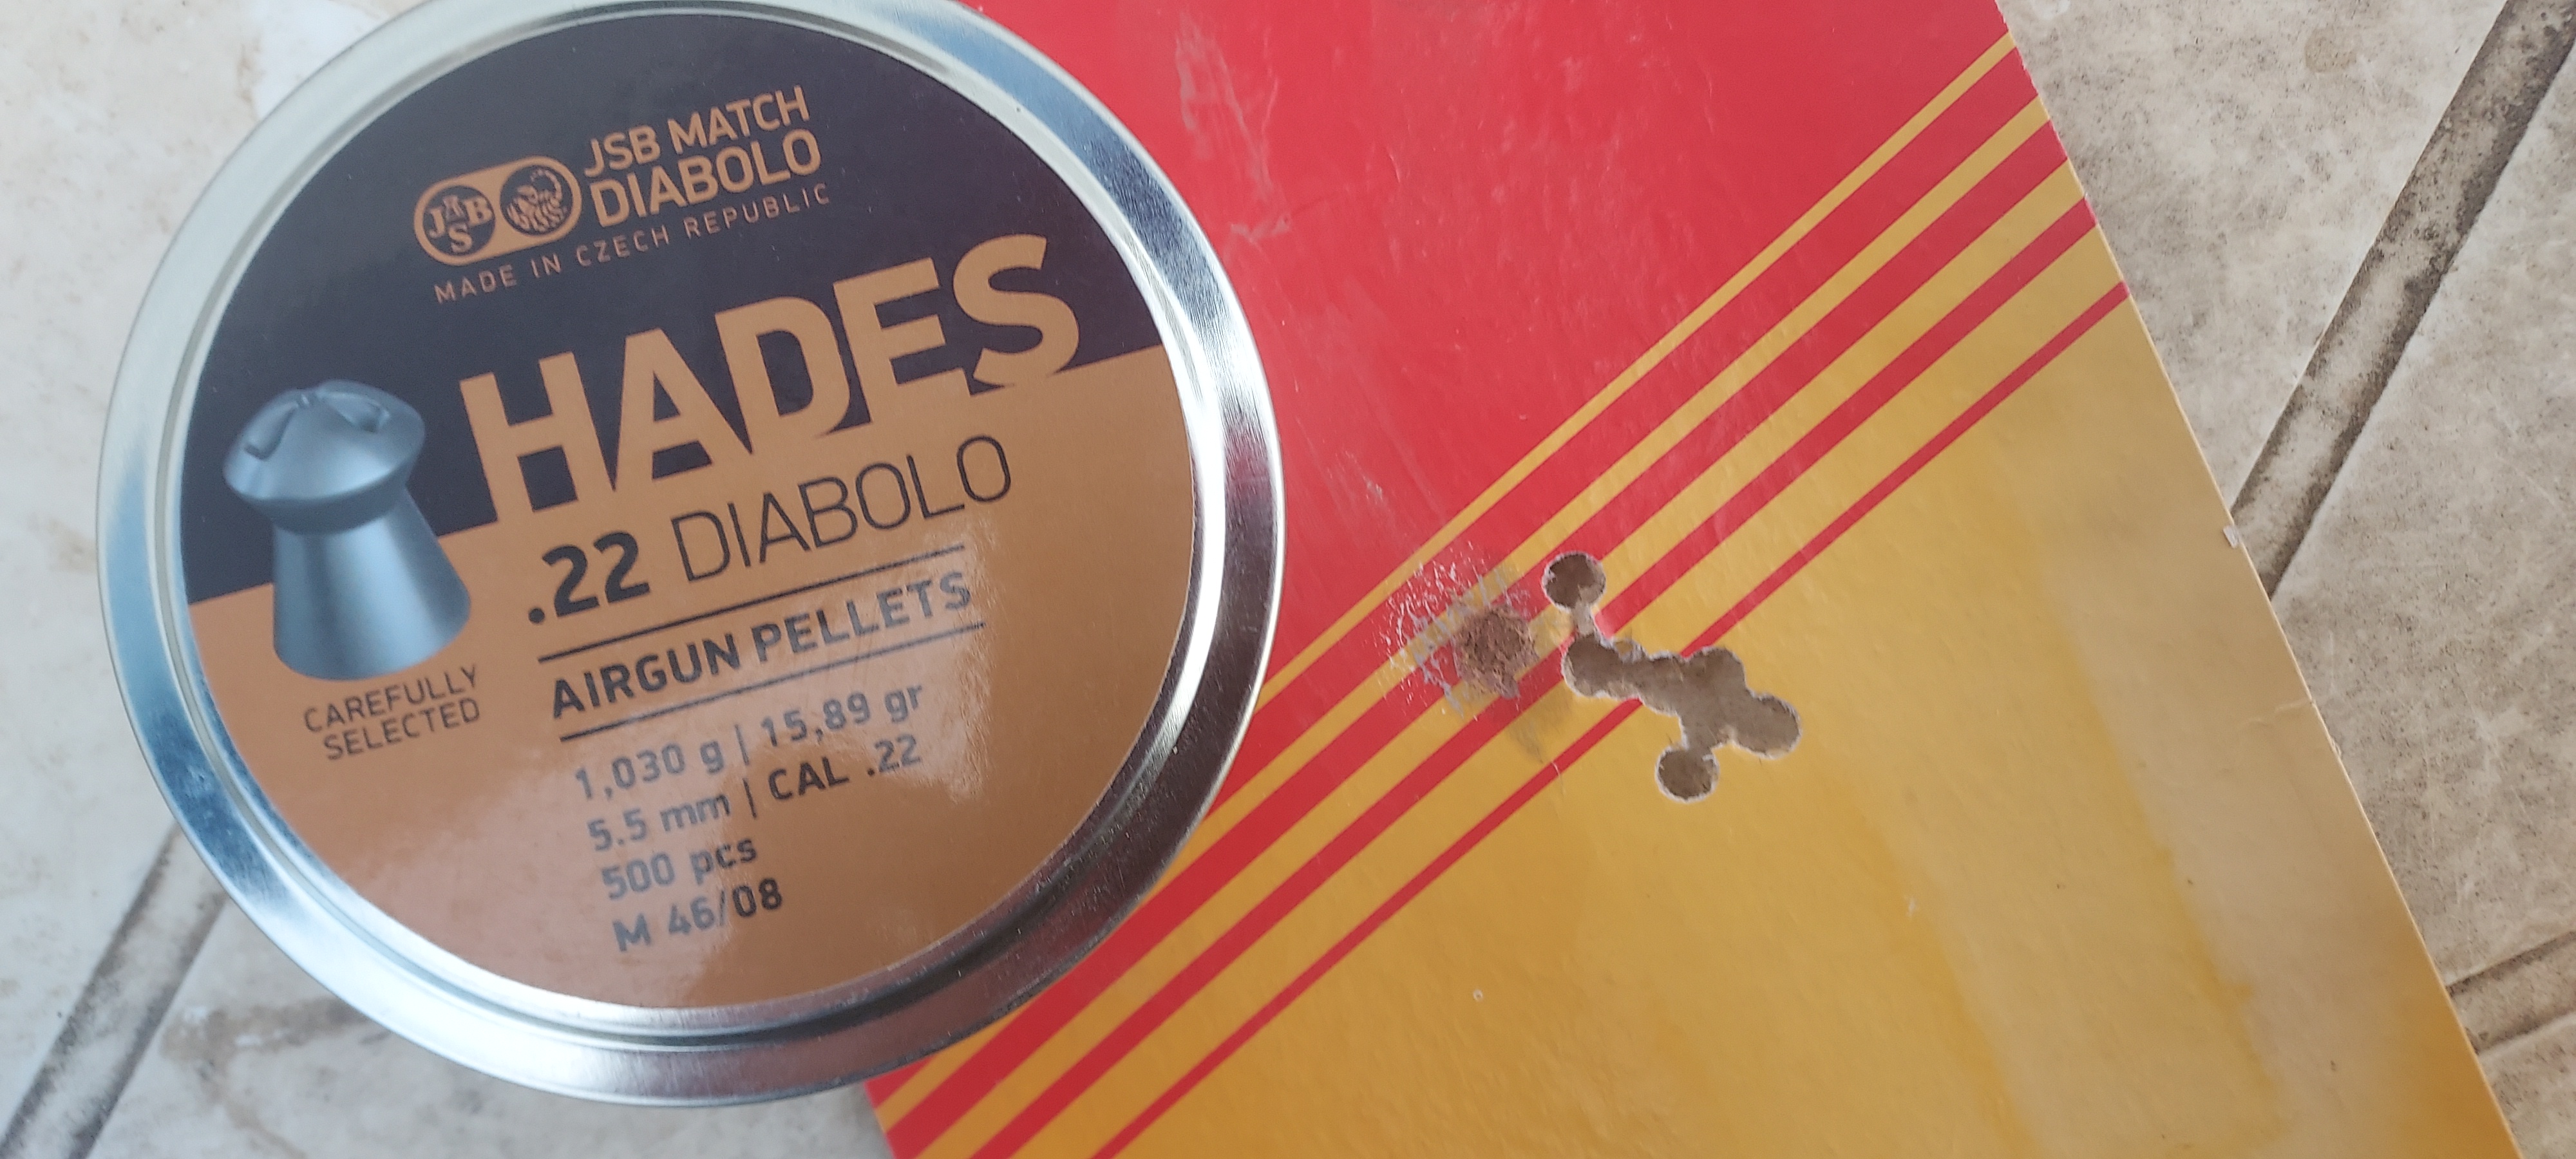 JSB
JSB MATCH
DIABOLO
MADE IN CZECH REPUBLIC
HADES
.22 DIABOLO
AIRGUN PELLETS
CAREFULLY
SELECTED
1,030 g | 15,89 gr
5.5 mm | CAL .22
500 pcs
M 46/08